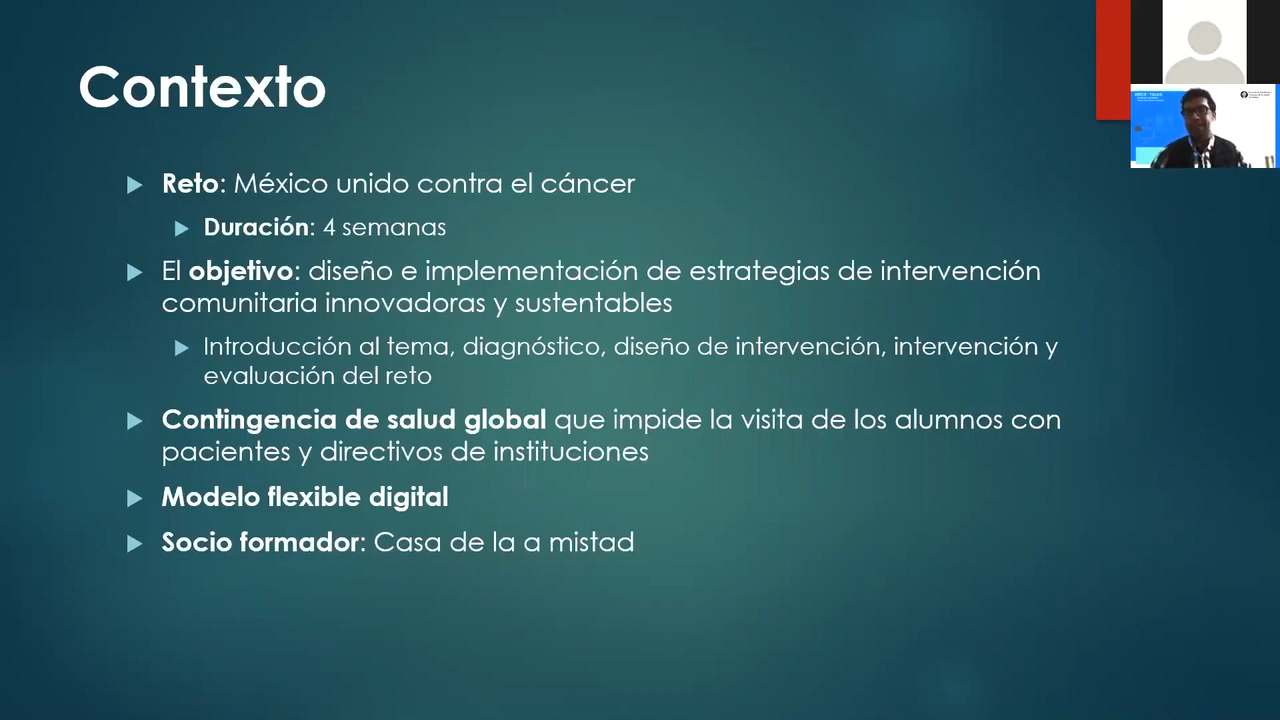 Contexto
Reto: México unido contra el cáncer
Duración: 4 semanas
El objetivo: diseño e implementación de estrategias de intervención
comunitaria innovadoras y sustentables
Introducción al tema, diagnóstico, diseño de intervención, intervención y
evaluación del reto
Contingencia de salud global que impide la visita de los alumnos con
pacientes y directivos de instituciones
Modelo flexible digital
Socio formador: Casa de la a mistad